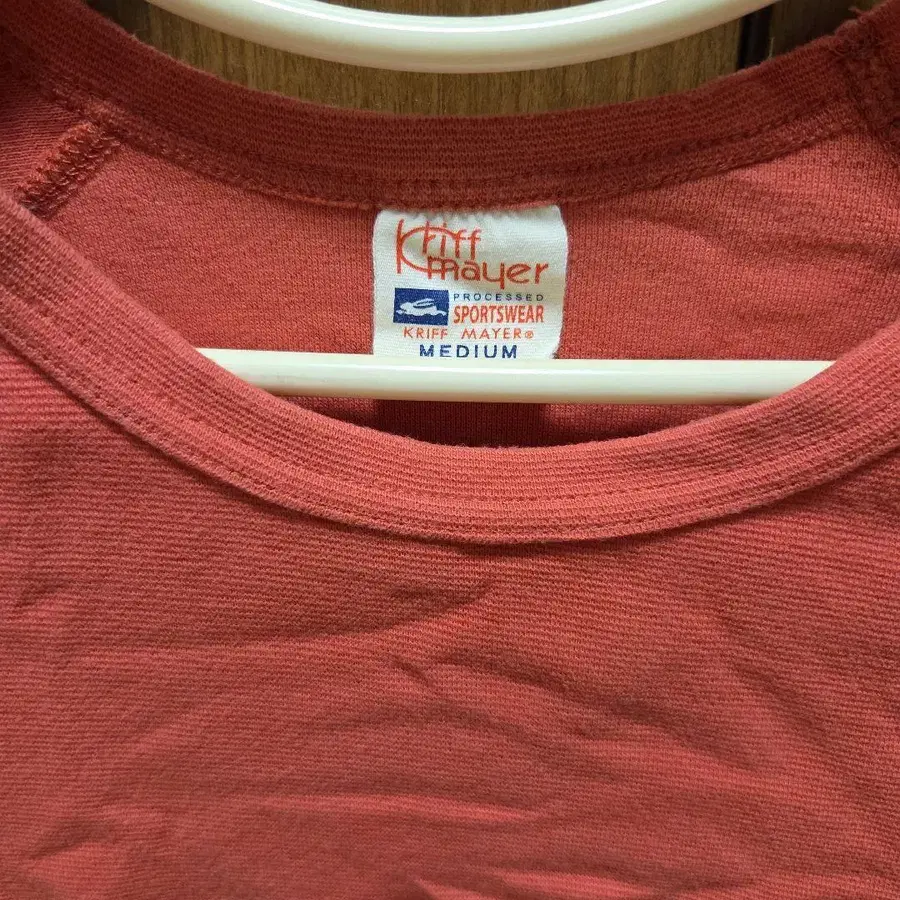 Kriff
mayer
PROCESSED
SPORTSWEAR
KRIFF MAYER®
MEDIUM